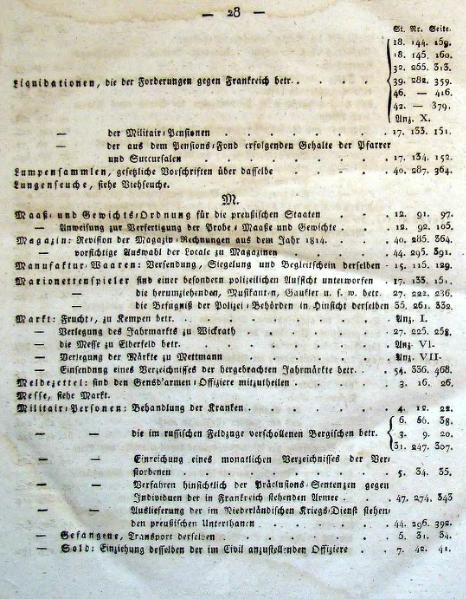 — 28 —
St. Nr. Seite.
18. 144. 159.
18. 145. 160.
32. 255. 313.
Liquidationen, die der Forderungen gegen Frankreich betr. . . . . 39. 282. 359.
46. — 416.
42. — 379.
Anz. X.
— der Militair-Pensionen . . . . . 17. 133. 151.
— der aus dem Pensions-Fond erfolgenden Gehalte der Pfarrer
und Succursalen . . . . . 17. 134. 152.
Lumpensammlen, gesetzliche Vorschriften über dasselbe . . . . 40. 287. 364.
Lungenseuche, siehe Viehseuche.
M.
Maaß- und Gewichts-Ordnung für die preußischen Staaten . . . 12. 91. 97.
— Anweisung zur Verfertigung der Probe-Maaße und Gewichte . . 12. 92. 105.
Magazin: Revision der Magazin-Rechnungen aus dem Jahr 1814. . . 40. 285. 364.
— vorsichtige Auswahl der Locale zu Magazinen . . . 44. 295. 391.
Manufaktur-Waaren: Versendung, Siegelung und Begleitschein derselben . 15. 115. 129.
Marionettenspieler sind einer besondern polizeilichen Aufsicht unterworfen . 17. 133. 151.
— die herumziehenden, Musikanten, Gaukler u. s. w. betr. . 27. 222. 236.
— die Befugniß der Polizei-Behörden in Hinsicht derselben 35. 261. 332.
Markt: Frucht-, zu Kempen betr. . . . . Anz. I.
— Verlegung des Jahrmarkts zu Wickrath . . . . 27. 225. 238.
— die Messe zu Elberfeld betr. . . . . Anz. VI.
— Verlegung der Märkte zu Mettmann . . . . Anz. VII.
— Einsendung eines Verzeichnisses der hergebrachten Jahrmärkte betr. . . 54. 336. 468.
Meldezettel: sind den Gensd'armen-Offiziere mitzutheilen . . . 3. 16. 26.
Messe, siehe Markt.
Militair-Personen: Behandlung der Kranken . . . . 4. 12. 22.
6. 56. 38.
— — die im russischen Feldzuge verschollenen Bergischen betr. . 3. 9. 20.
31. 247. 307.
— — Einreichung eines monatlichen Verzeichnisses der Ver-
storbenen . . . . . 5. 34. 35.
— — Verfahren hinsichtlich der Präclusions-Sentenzen gegen
Individuen der in Frankreich stehenden Armee . . 47. 274. 343
— — Auslieferung der im Niederländischen Kriegs-Dienst stehen-
den preußischen Unterthanen . . . . 44. 296. 392.
— Gefangene, Transport derselben . . . . 5. 31. 34.
— Sold: Einziehung desselben der im Civil anzustellenden Offiziere . . 7. 42. 41.